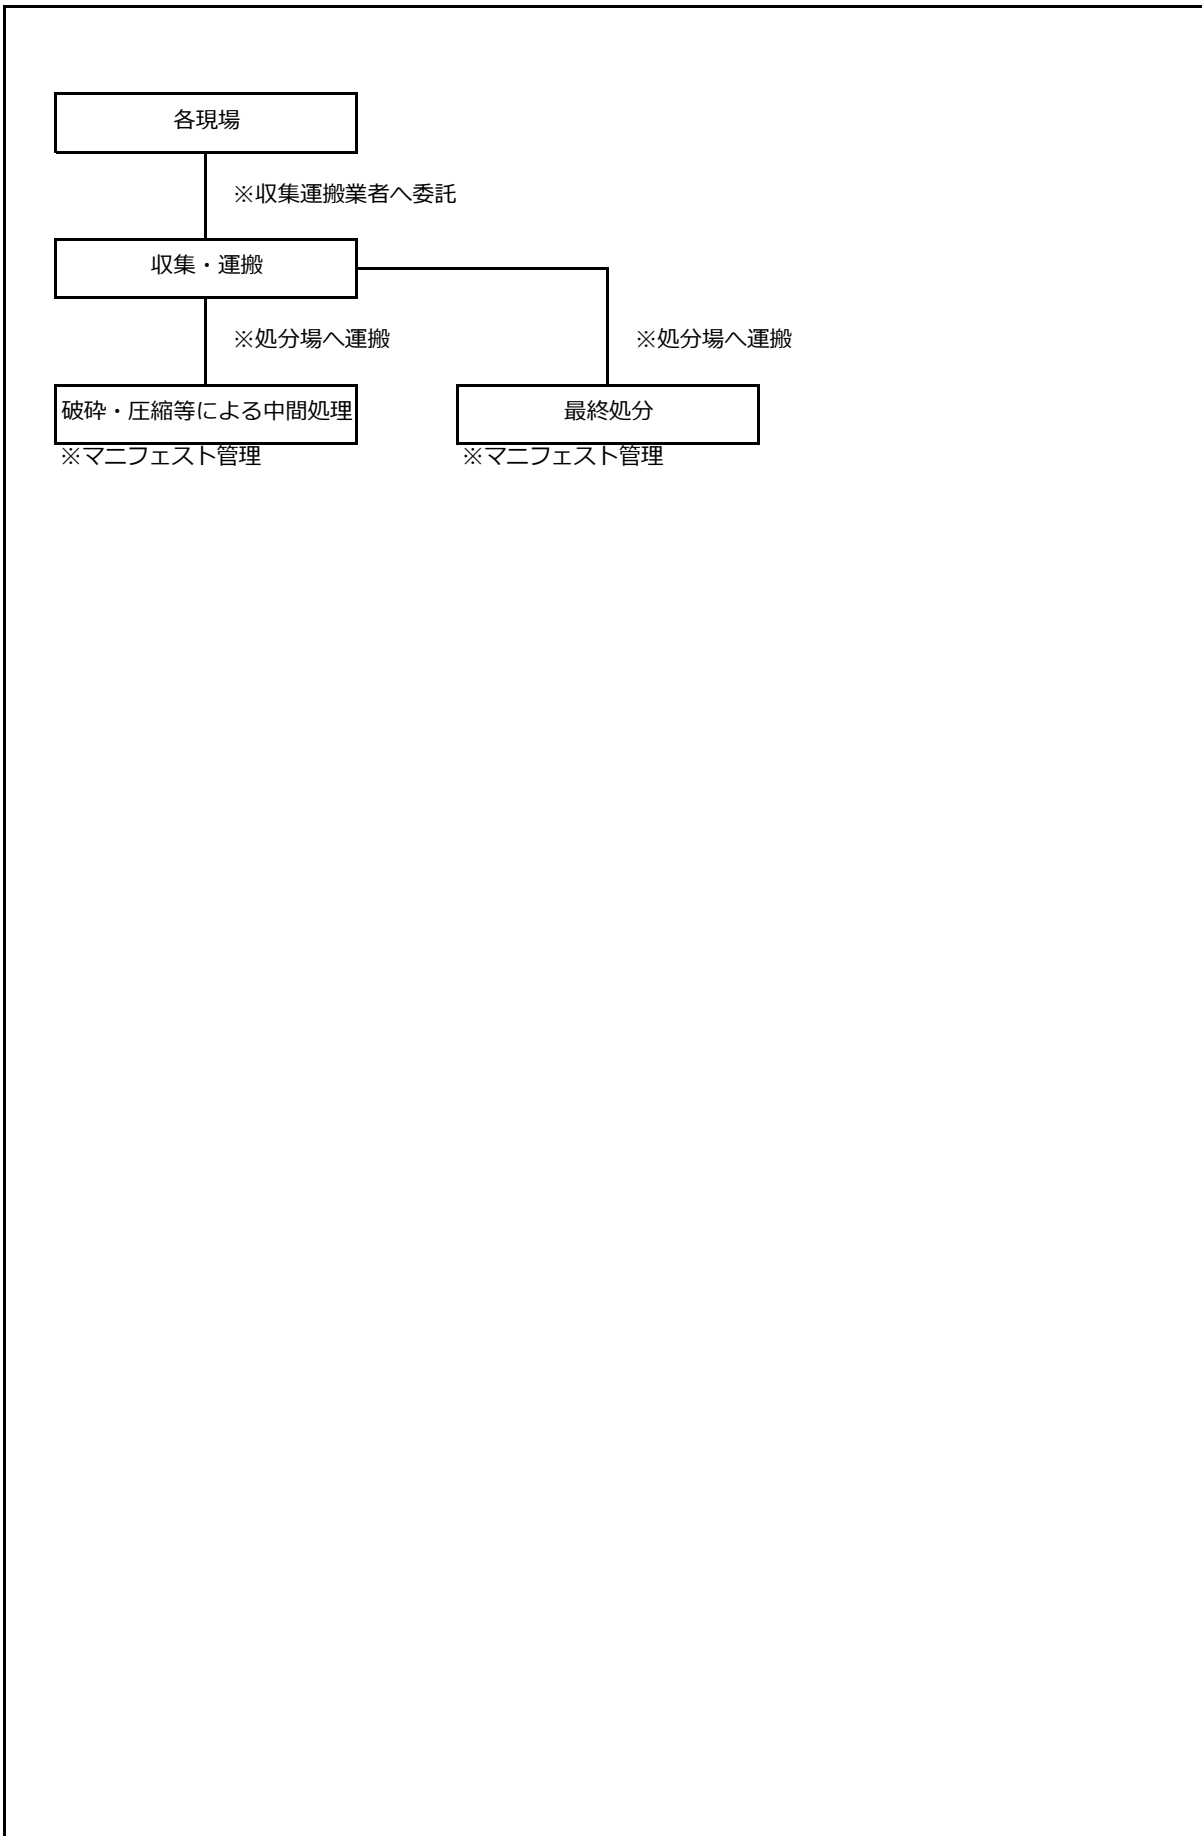 各現場
※収集運搬業者へ委託
収集・運搬
※処分場へ運搬
※処分場へ運搬
破砕・圧縮等による中間処理
最終処分
※マニフェスト管理
※マニフェスト管理